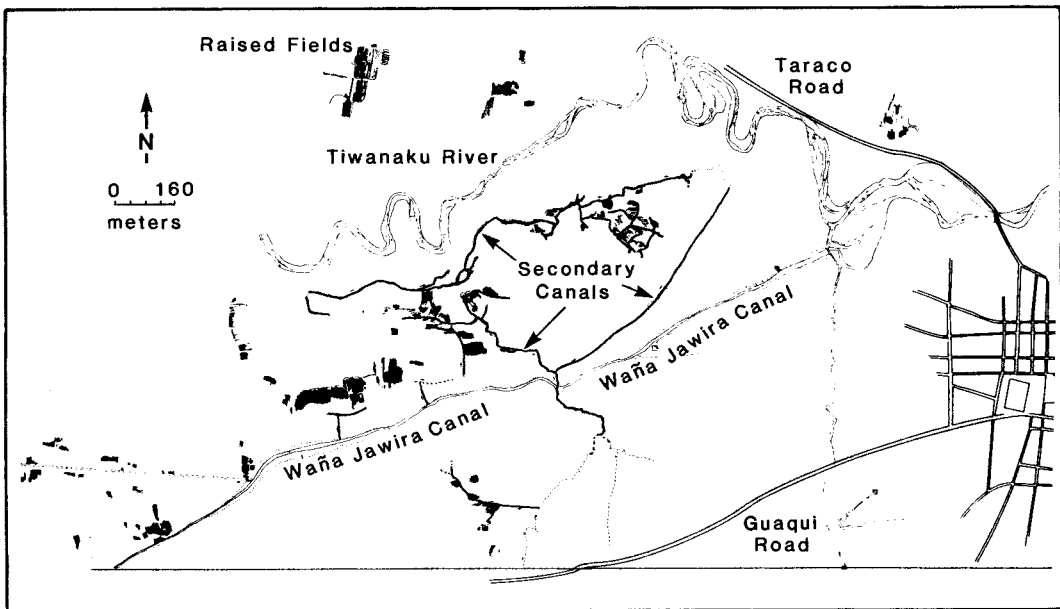 Raised Fields
Taraco
Road
N
Tiwanaku River
0 160
meters
Secondary
Canals
Waña Jawira Canal
Waña Jawira Canal
Guaqui
Road